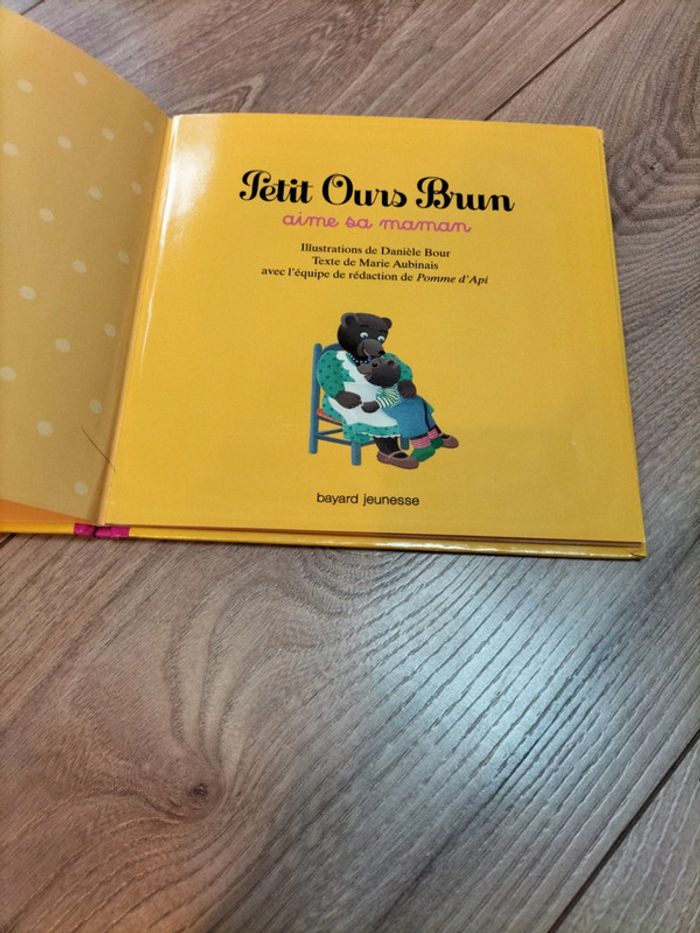 Petit Ours Brun
aime sa maman
Illustrations de Danièle Bour
Texte de Marie Aubinais
avec l'équipe de rédaction de Pomme d'Api
bayard jeunesse